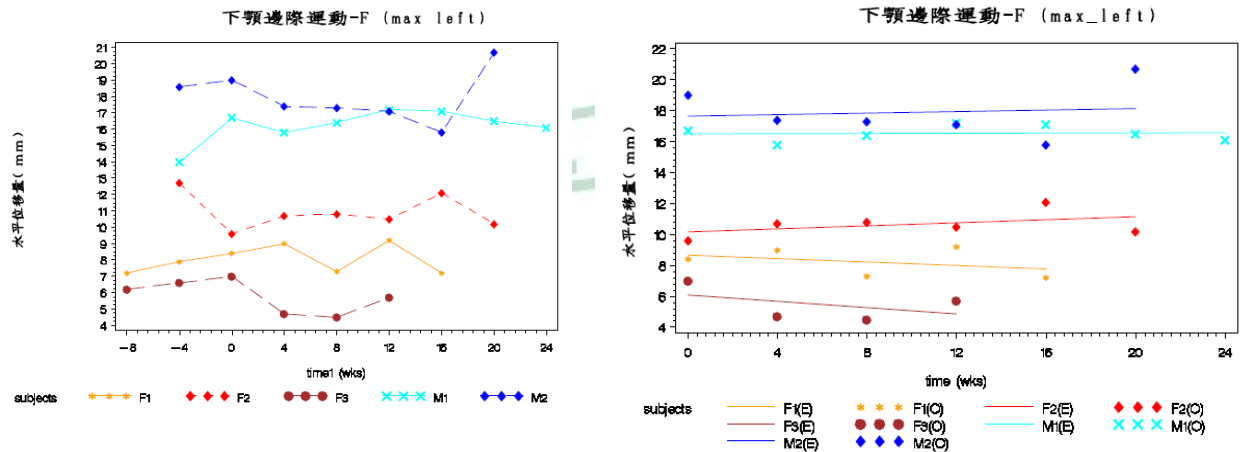 下顎邊際運動-F (max left)
水平位移量(mm)
21
20
19
18
17
16
15
14
13
12
11
10
9
8
7
6
5
4
-8 -4 0 4 8 12 16 20 24
time1 (wks)
subjects F1 F2 F3 M1 M2
下顎邊際運動-F (max_left)
水平位移量(mm)
22
20
18
16
14
12
10
8
6
4
0 4 8 12 16 20 24
time (wks)
subjects F1(E) F1(O) F2(E) F2(O)
F3(E) F3(O) M1(E) M1(O)
M2(E) M2(O)